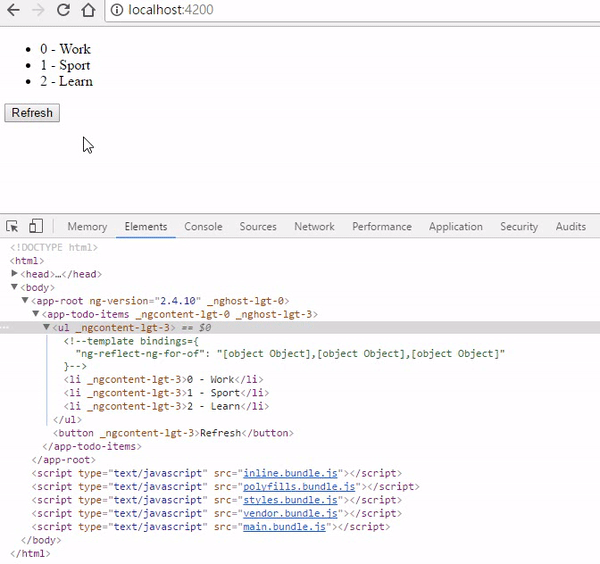 localhost:4200
0 - Work
1 - Sport
2 - Learn
Refresh
Memory Elements Console Sources Network Performance Application Security Audits
<!DOCTYPE html>
<html>
<head>…</head>
<body>
<app-root ng-version="2.4.10" _nghost-lgt-0>
<app-todo-items _ngcontent-lgt-0 _nghost-lgt-3>
<ul _ngcontent-lgt-3> == $0
<!--template bindings={
"ng-reflect-ng-for-of": "[object Object],[object Object],[object Object]"
}-->
<li _ngcontent-lgt-3>0 - Work</li>
<li _ngcontent-lgt-3>1 - Sport</li>
<li _ngcontent-lgt-3>2 - Learn</li>
</ul>
<button _ngcontent-lgt-3>Refresh</button>
</app-todo-items>
</app-root>
<script type="text/javascript" src="inline.bundle.js"></script>
<script type="text/javascript" src="polyfills.bundle.js"></script>
<script type="text/javascript" src="styles.bundle.js"></script>
<script type="text/javascript" src="vendor.bundle.js"></script>
<script type="text/javascript" src="main.bundle.js"></script>
</body>
</html>